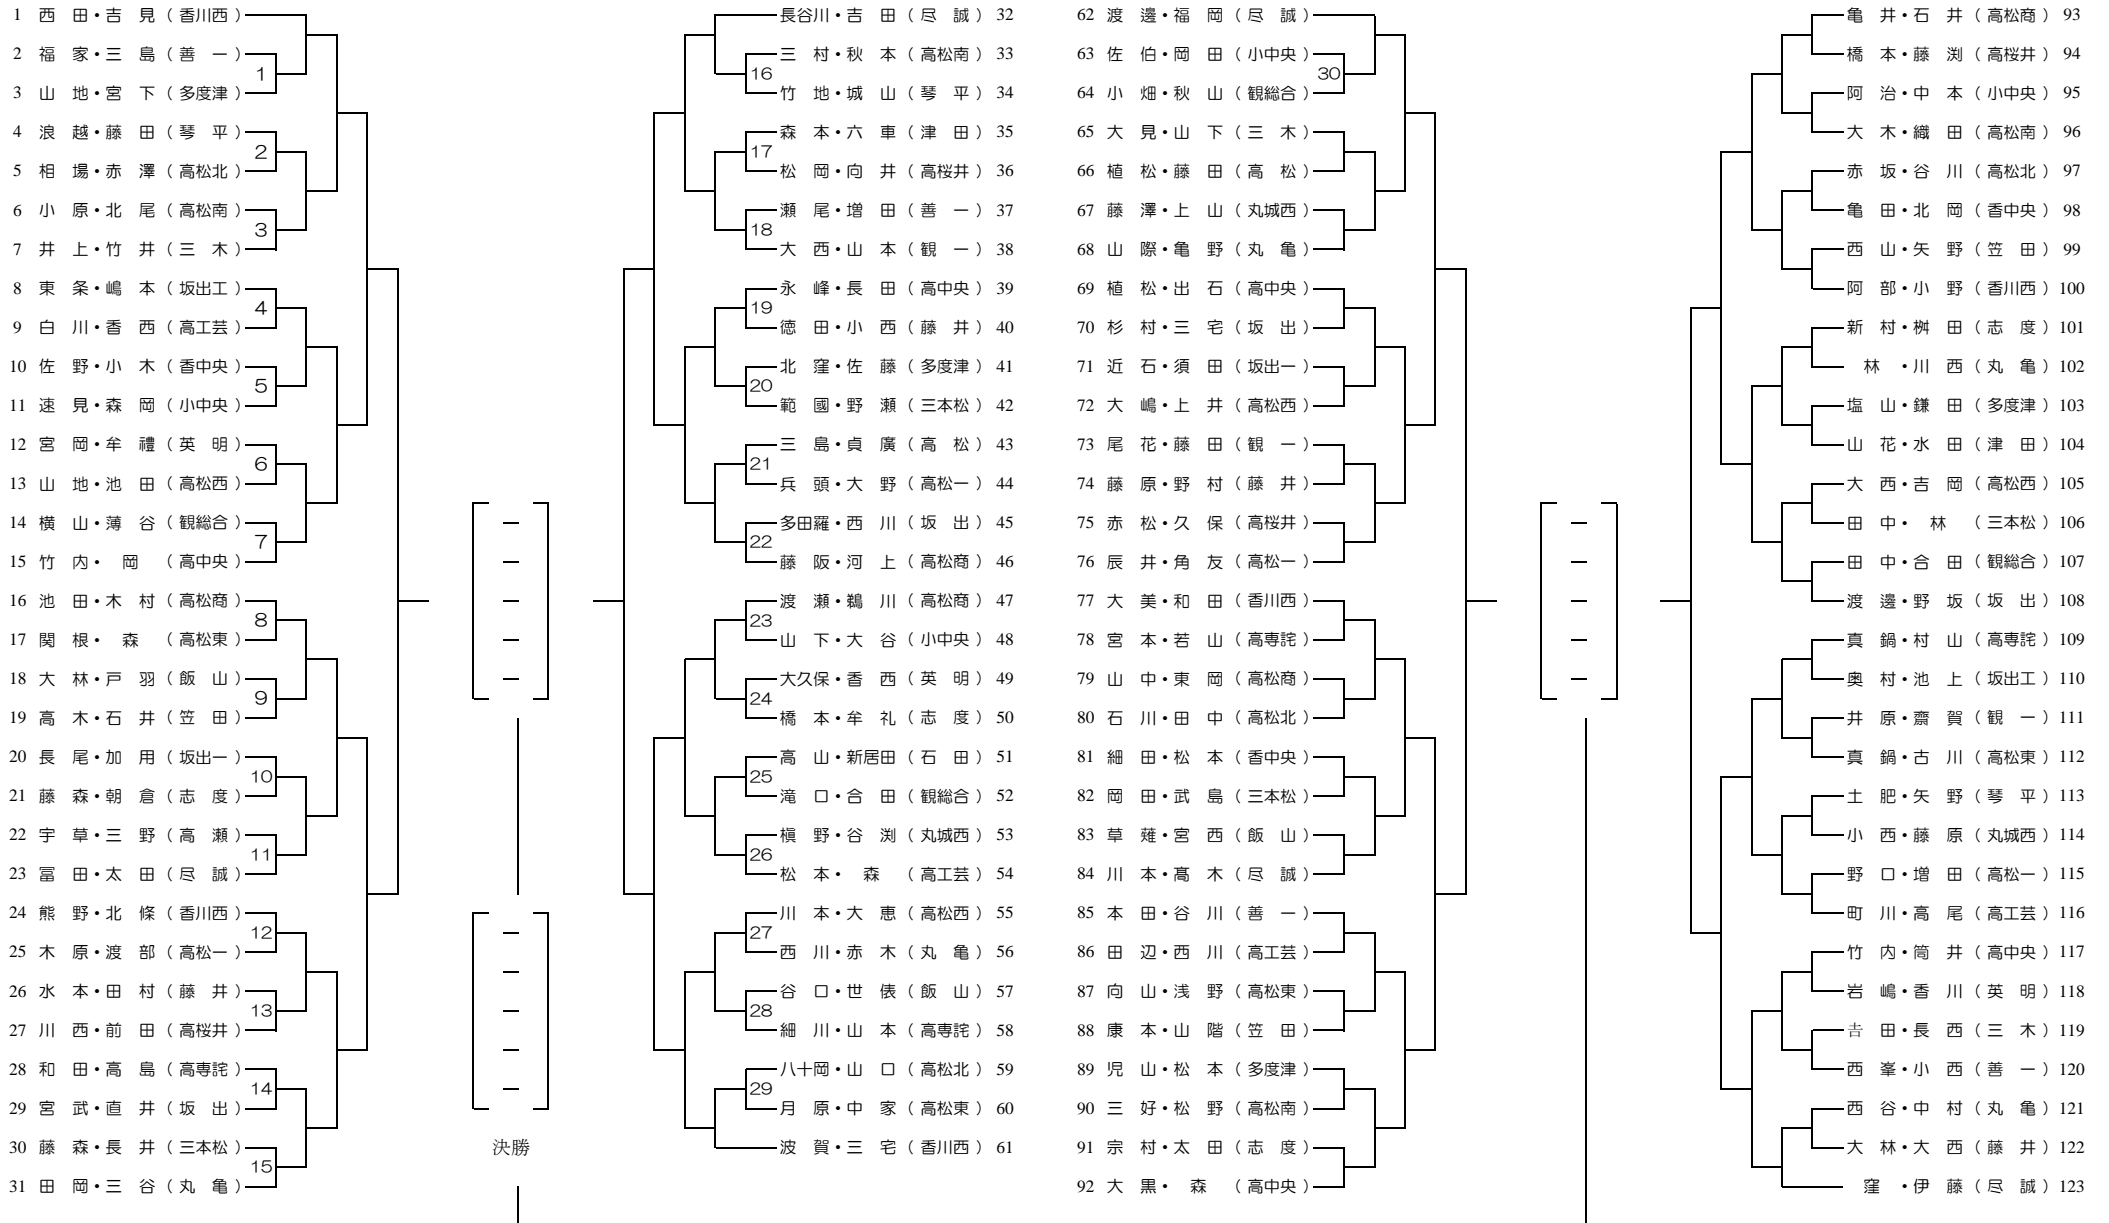 1 西 田・吉 見 ( 香川西 )
2 福 家・三 島 ( 善 一 )
1
3 山 地・宮 下 ( 多度津 )
4 浪 越・藤 田 ( 琴 平 )
2
5 相 場・赤 澤 ( 高松北 )
6 小 原・北 尾 ( 高松南 )
3
7 井 上・竹 井 ( 三 木 )
8 東 条・嶋 本 ( 坂出工 )
4
9 白 川・香 西 ( 高工芸 )
10 佐 野・小 木 ( 香中央 )
5
11 速 見・森 岡 ( 小中央 )
12 宮 岡・牟 禮 ( 英 明 )
6
13 山 地・池 田 ( 高松西 )
14 横 山・薄 谷 ( 観総合 )
7
15 竹 内・ 岡 ( 高中央 )
16 池 田・木 村 ( 高松商 )
8
17 関 根・ 森 ( 高松東 )
18 大 林・戸 羽 ( 飯 山 )
9
19 高 木・石 井 ( 笠 田 )
20 長 尾・加 用 ( 坂出一 )
10
21 藤 森・朝 倉 ( 志 度 )
22 宇 草・三 野 ( 高 瀬 )
11
23 冨 田・太 田 ( 尽 誠 )
24 熊 野・北 條 ( 香川西 )
12
25 木 原・渡 部 ( 高松一 )
26 水 本・田 村 ( 藤 井 )
13
27 川 西・前 田 ( 高桜井 )
28 和 田・高 島 ( 高専詫 )
14
29 宮 武・直 井 ( 坂 出 )
30 藤 森・長 井 ( 三本松 )
15
31 田 岡・三 谷 ( 丸 亀 )
決勝
長谷川・吉 田 ( 尽 誠 ) 32
三 村・秋 本 ( 高松南 ) 33
16
竹 地・城 山 ( 琴 平 ) 34
森 本・六 車 ( 津 田 ) 35
17
松 岡・向 井 ( 高桜井 ) 36
瀬 尾・増 田 ( 善 一 ) 37
18
大 西・山 本 ( 観 一 ) 38
永 峰・長 田 ( 高中央 ) 39
19
徳 田・小 西 ( 藤 井 ) 40
北 窪・佐 藤 ( 多度津 ) 41
20
範 國・野 瀬 ( 三本松 ) 42
三 島・貞 廣 ( 高 松 ) 43
21
兵 頭・大 野 ( 高松一 ) 44
多田羅・西 川 ( 坂 出 ) 45
22
藤 阪・河 上 ( 高松商 ) 46
渡 瀬・鵜 川 ( 高松商 ) 47
23
山 下・大 谷 ( 小中央 ) 48
大久保・香 西 ( 英 明 ) 49
24
橋 本・牟 礼 ( 志 度 ) 50
高 山・新居田 ( 石 田 ) 51
25
滝 口・合 田 ( 観総合 ) 52
槇 野・谷 渕 ( 丸城西 ) 53
26
松 本・ 森 ( 高工芸 ) 54
川 本・大 恵 ( 高松西 ) 55
27
西 川・赤 木 ( 丸 亀 ) 56
谷 口・世 俵 ( 飯 山 ) 57
28
細 川・山 本 ( 高専詫 ) 58
八十岡・山 口 ( 高松北 ) 59
29
月 原・中 家 ( 高松東 ) 60
波 賀・三 宅 ( 香川西 ) 61
62 渡 邊・福 岡 ( 尽 誠 )
63 佐 伯・岡 田 ( 小中央 )
30
64 小 畑・秋 山 ( 観総合 )
65 大 見・山 下 ( 三 木 )
66 植 松・藤 田 ( 高 松 )
67 藤 澤・上 山 ( 丸城西 )
68 山 際・亀 野 ( 丸 亀 )
69 植 松・出 石 ( 高中央 )
70 杉 村・三 宅 ( 坂 出 )
71 近 石・須 田 ( 坂出一 )
72 大 嶋・上 井 ( 高松西 )
73 尾 花・藤 田 ( 観 一 )
74 藤 原・野 村 ( 藤 井 )
75 赤 松・久 保 ( 高桜井 )
76 辰 井・角 友 ( 高松一 )
77 大 美・和 田 ( 香川西 )
78 宮 本・若 山 ( 高専詫 )
79 山 中・東 岡 ( 高松商 )
80 石 川・田 中 ( 高松北 )
81 細 田・松 本 ( 香中央 )
82 岡 田・武 島 ( 三本松 )
83 草 薙・宮 西 ( 飯 山 )
84 川 本・髙 木 ( 尽 誠 )
85 本 田・谷 川 ( 善 一 )
86 田 辺・西 川 ( 高工芸 )
87 向 山・浅 野 ( 高松東 )
88 康 本・山 階 ( 笠 田 )
89 児 山・松 本 ( 多度津 )
90 三 好・松 野 ( 高松南 )
91 宗 村・太 田 ( 志 度 )
92 大 黒・ 森 ( 高中央 )
亀 井・石 井 ( 高松商 ) 93
橋 本・藤 渕 ( 高桜井 ) 94
阿 治・中 本 ( 小中央 ) 95
大 木・織 田 ( 高松南 ) 96
赤 坂・谷 川 ( 高松北 ) 97
亀 田・北 岡 ( 香中央 ) 98
西 山・矢 野 ( 笠 田 ) 99
阿 部・小 野 ( 香川西 ) 100
新 村・桝 田 ( 志 度 ) 101
林 ・川 西 ( 丸 亀 ) 102
塩 山・鎌 田 ( 多度津 ) 103
山 花・水 田 ( 津 田 ) 104
大 西・吉 岡 ( 高松西 ) 105
田 中・ 林 ( 三本松 ) 106
田 中・合 田 ( 観総合 ) 107
渡 邊・野 坂 ( 坂 出 ) 108
真 鍋・村 山 ( 高専詫 ) 109
奥 村・池 上 ( 坂出工 ) 110
井 原・齋 賀 ( 観 一 ) 111
真 鍋・古 川 ( 高松東 ) 112
土 肥・矢 野 ( 琴 平 ) 113
小 西・藤 原 ( 丸城西 ) 114
野 口・増 田 ( 高松一 ) 115
町 川・高 尾 ( 高工芸 ) 116
竹 内・筒 井 ( 高中央 ) 117
岩 嶋・香 川 ( 英 明 ) 118
𠮷 田・長 西 ( 三 木 ) 119
西 峯・小 西 ( 善 一 ) 120
西 谷・中 村 ( 丸 亀 ) 121
大 林・大 西 ( 藤 井 ) 122
窪 ・伊 藤 ( 尽 誠 ) 123